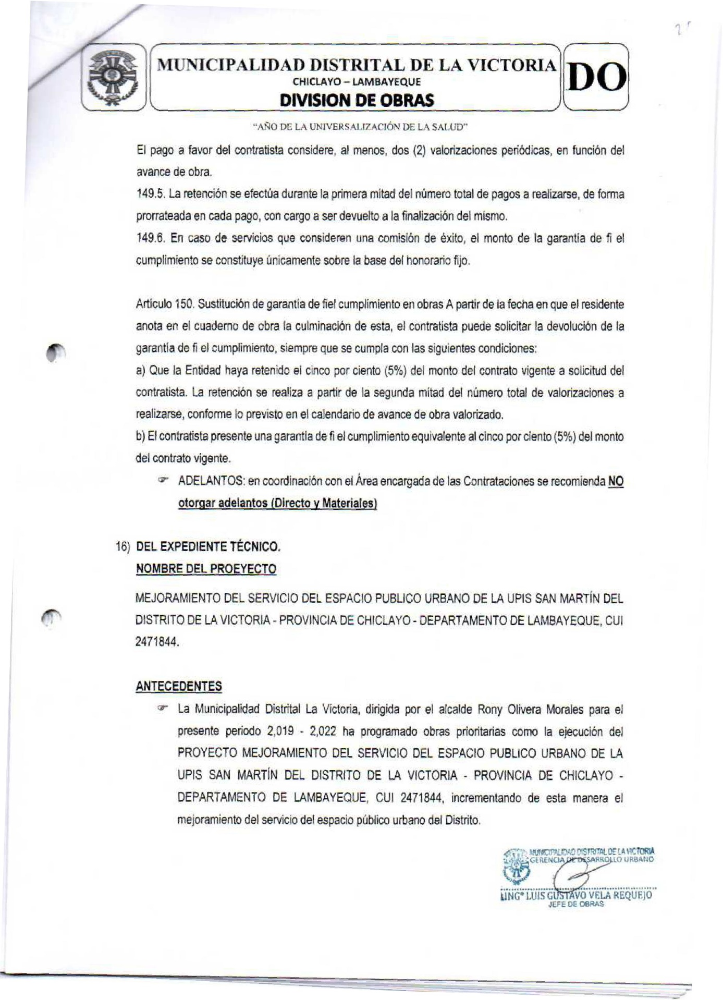 MUNICIPALIDAD DISTRITAL DE LA VICTORIA
CHICLAYO – LAMBAYEQUE
DIVISION DE OBRAS
DO
"AÑO DE LA UNIVERSALIZACIÓN DE LA SALUD"
El pago a favor del contratista considere, al menos, dos (2) valorizaciones periódicas, en función del
avance de obra.
149.5. La retención se efectúa durante la primera mitad del número total de pagos a realizarse, de forma
prorrateada en cada pago, con cargo a ser devuelto a la finalización del mismo.
149.6. En caso de servicios que consideren una comisión de éxito, el monto de la garantía de fi el
cumplimiento se constituye únicamente sobre la base del honorario fijo.
Artículo 150. Sustitución de garantía de fiel cumplimiento en obras A partir de la fecha en que el residente
anota en el cuaderno de obra la culminación de esta, el contratista puede solicitar la devolución de la
garantía de fi el cumplimiento, siempre que se cumpla con las siguientes condiciones:
a) Que la Entidad haya retenido el cinco por ciento (5%) del monto del contrato vigente a solicitud del
contratista. La retención se realiza a partir de la segunda mitad del número total de valorizaciones a
realizarse, conforme lo previsto en el calendario de avance de obra valorizado.
b) El contratista presente una garantía de fi el cumplimiento equivalente al cinco por ciento (5%) del monto
del contrato vigente.
☞ ADELANTOS: en coordinación con el Área encargada de las Contrataciones se recomienda NO
otorgar adelantos (Directo y Materiales)
16) DEL EXPEDIENTE TÉCNICO.
NOMBRE DEL PROEYECTO
MEJORAMIENTO DEL SERVICIO DEL ESPACIO PUBLICO URBANO DE LA UPIS SAN MARTÍN DEL
DISTRITO DE LA VICTORIA - PROVINCIA DE CHICLAYO - DEPARTAMENTO DE LAMBAYEQUE, CUI
2471844.
ANTECEDENTES
☞ La Municipalidad Distrital La Victoria, dirigida por el alcalde Rony Olivera Morales para el
presente periodo 2,019 - 2,022 ha programado obras prioritarias como la ejecución del
PROYECTO MEJORAMIENTO DEL SERVICIO DEL ESPACIO PUBLICO URBANO DE LA
UPIS SAN MARTÍN DEL DISTRITO DE LA VICTORIA - PROVINCIA DE CHICLAYO -
DEPARTAMENTO DE LAMBAYEQUE, CUI 2471844, incrementando de esta manera el
mejoramiento del servicio del espacio público urbano del Distrito.
MUNICIPALIDAD DISTRITAL DE LA VICTORIA
GERENCIA DE DESARROLLO URBANO
ING° LUIS GUSTAVO VELA REQUEJO
JEFE DE OBRAS